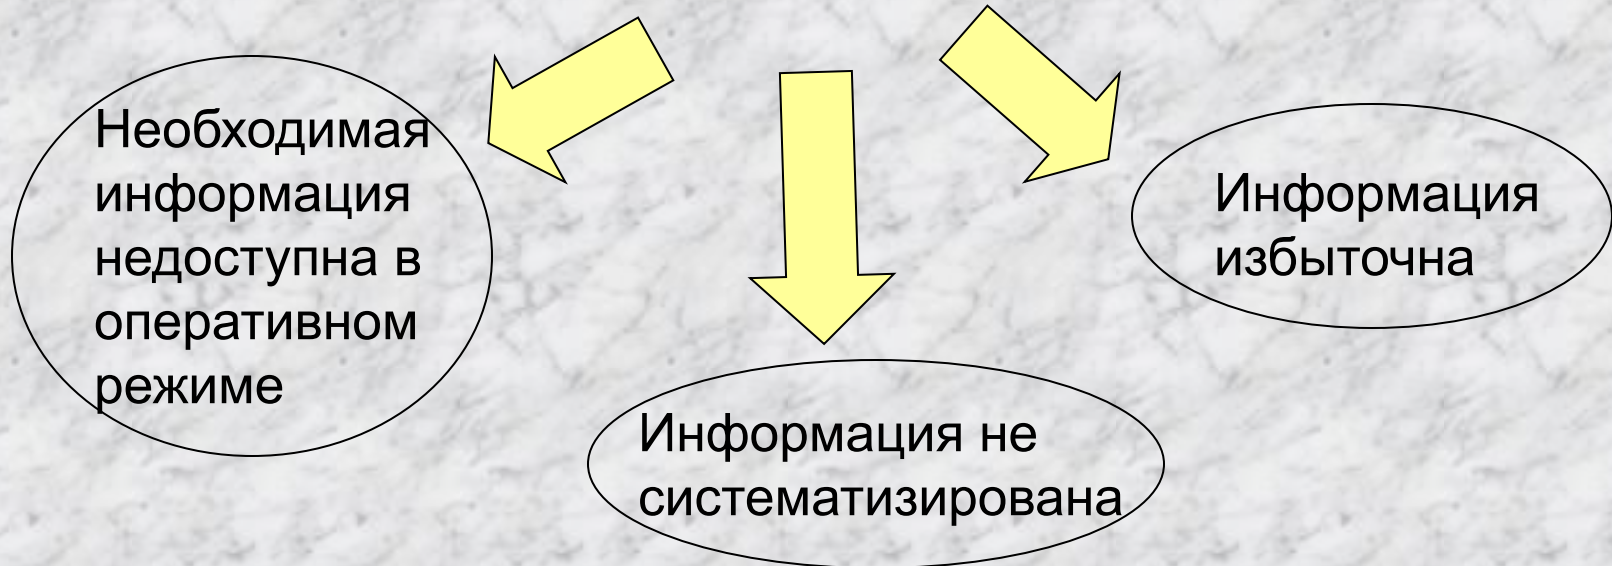 Необходимая
информация
недоступна в
оперативном
режиме
Информация не
систематизирована
Информация
избыточна